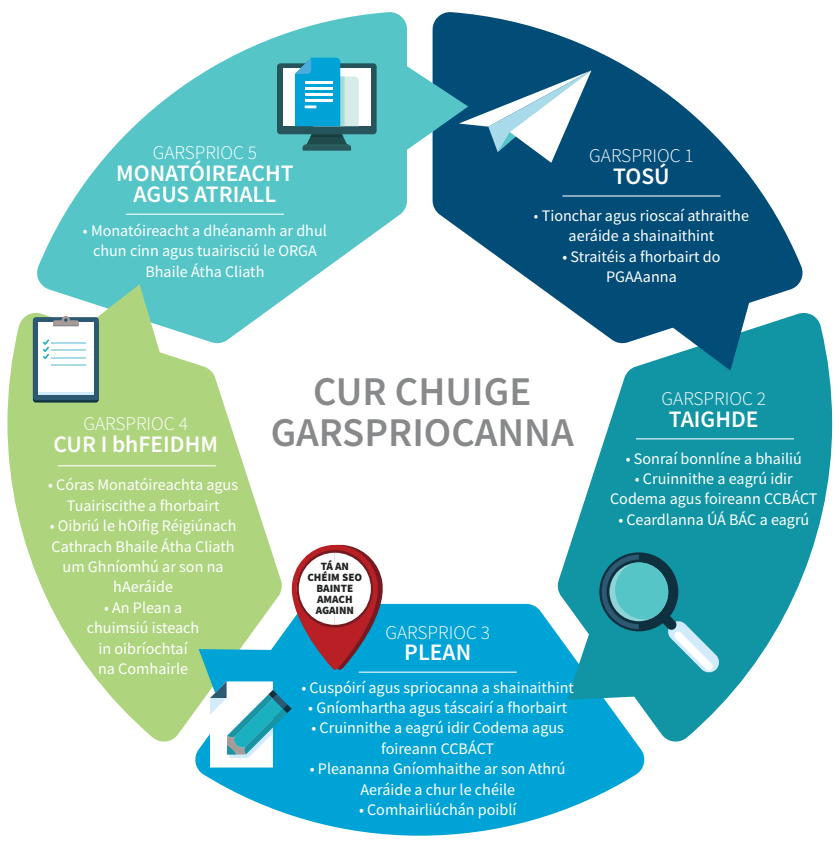 CUR CHUIGE
GARSPRIOCANNA
GARSPRIOC 1
TOSÚ
• Tionchar agus rioscaí athraithe
aeráide a shainaithint
• Straitéis a fhorbairt do
PGAAanna
GARSPRIOC 2
TAIGHDE
• Sonraí bonnlíne a bhailiú
• Cruinnithe a eagrú idir
Codema agus foireann CCBÁCT
• Ceardlanna ÚÁ BÁC a eagrú
TÁ AN
CHÉIM SEO
BAINTE
AMACH
AGAINN
GARSPRIOC 3
PLEAN
• Cuspóirí agus spriocanna a shainaithint
• Gníomhartha agus táscairí a fhorbairt
• Cruinnithe a eagrú idir Codema agus
foireann CCBÁCT
• Pleananna Gníomhaithe ar son Athrú
Aeráide a chur le chéile
• Comhairliúchán poiblí
GARSPRIOC 4
CUR I bhFEIDHM
• Córas Monatóireachta agus
Tuairiscithe a fhorbairt
• Oibriú le hOifig Réigiúnach
Cathrach Bhaile Átha Cliath
um Ghníomhú ar son na
hAeráide
• An Plean a
chuimsiú isteach
in oibríochtaí
na Comhairle
GARSPRIOC 5
MONATÓIREACHT
AGUS ATRIALL
• Monatóireacht a dhéanamh ar dhul
chun cinn agus tuairisciú le ORGA
Bhaile Átha Cliath